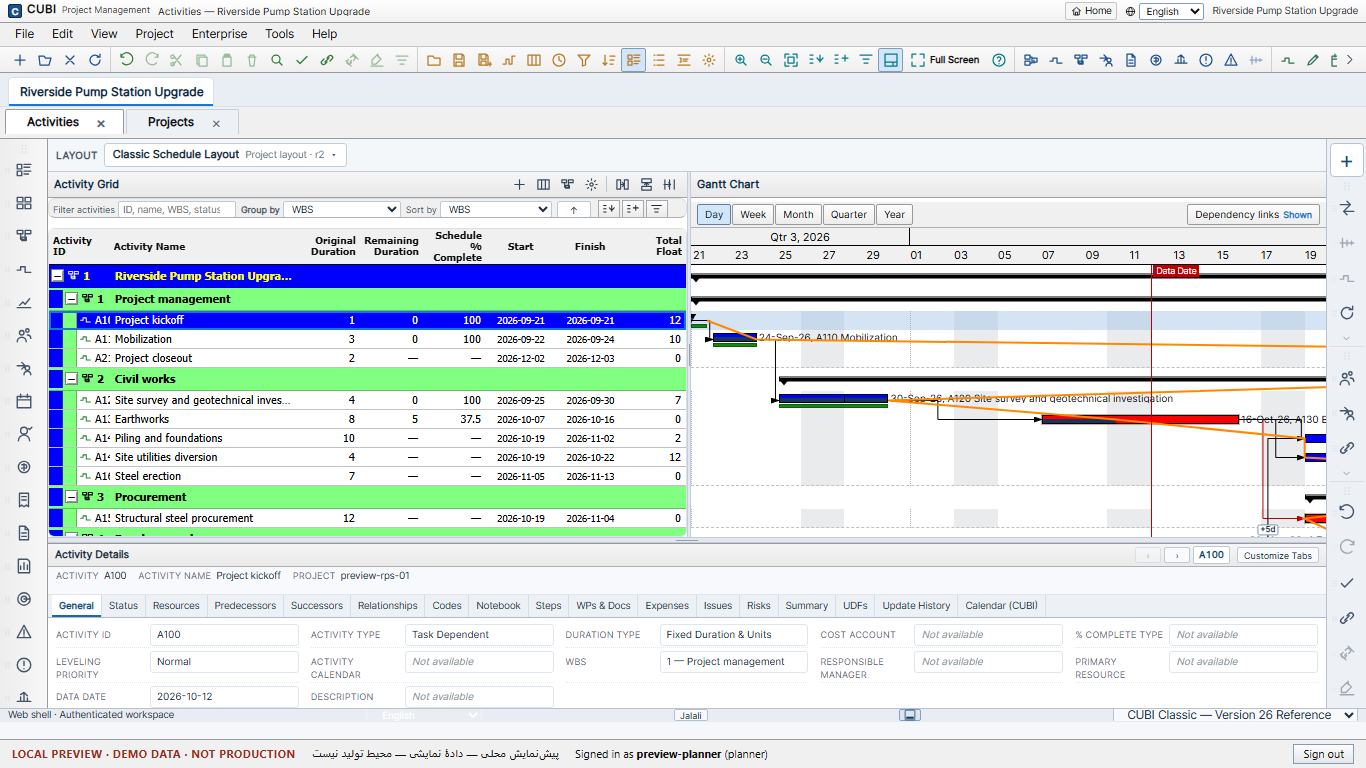 CUBI Project Management Activities — Riverside Pump Station Upgrade Home English Riverside Pump Station Upgrade
File Edit View Project Enterprise Tools Help
Full Screen
Riverside Pump Station Upgrade
Activities Projects
LAYOUT Classic Schedule Layout Project layout · r2
Activity Grid Gantt Chart
Filter activities ID, name, WBS, status Group by WBS Sort by WBS
Day Week Month Quarter Year Dependency links Shown
Activity ID Activity Name Original Duration Remaining Duration Schedule % Complete Start Finish Total Float
Qtr 3, 2026
21 23 25 27 29 01 03 05 07 09 11 13 15 17 19
Data Date
1 Riverside Pump Station Upgra...
1 Project management
A10 Project kickoff 1 0 100 2026-09-21 2026-09-21 12
A11 Mobilization 3 0 100 2026-09-22 2026-09-24 10
24-Sep-26, A110 Mobilization
A21 Project closeout 2 — — 2026-12-02 2026-12-03 0
2 Civil works
A12 Site survey and geotechnical inves... 4 0 100 2026-09-25 2026-09-30 7
30-Sep-26, A120 Site survey and geotechnical investigation
A13 Earthworks 8 5 37.5 2026-10-07 2026-10-16 0
16-Oct-26, A130 E
A14 Piling and foundations 10 — — 2026-10-19 2026-11-02 2
A14 Site utilities diversion 4 — — 2026-10-19 2026-10-22 12
A16 Steel erection 7 — — 2026-11-05 2026-11-13 0
3 Procurement
A15 Structural steel procurement 12 — — 2026-10-19 2026-11-04 0
+5d
Activity Details A100 Customize Tabs
ACTIVITY A100 ACTIVITY NAME Project kickoff PROJECT preview-rps-01
General Status Resources Predecessors Successors Relationships Codes Notebook Steps WPs & Docs Expenses Issues Risks Summary UDFs Update History Calendar (CUBI)
ACTIVITY ID A100 ACTIVITY TYPE Task Dependent DURATION TYPE Fixed Duration & Units COST ACCOUNT Not available % COMPLETE TYPE Not available
LEVELING PRIORITY Normal ACTIVITY CALENDAR Not available WBS 1 — Project management RESPONSIBLE MANAGER Not available PRIMARY RESOURCE Not available
DATA DATE 2026-10-12 DESCRIPTION Not available
Web shell · Authenticated workspace English Jalali CUBI Classic — Version 26 Reference
LOCAL PREVIEW · DEMO DATA · NOT PRODUCTION پیش‌نمایش محلی — دادهٔ نمایشی — محیط تولید نیست Signed in as preview-planner (planner) Sign out